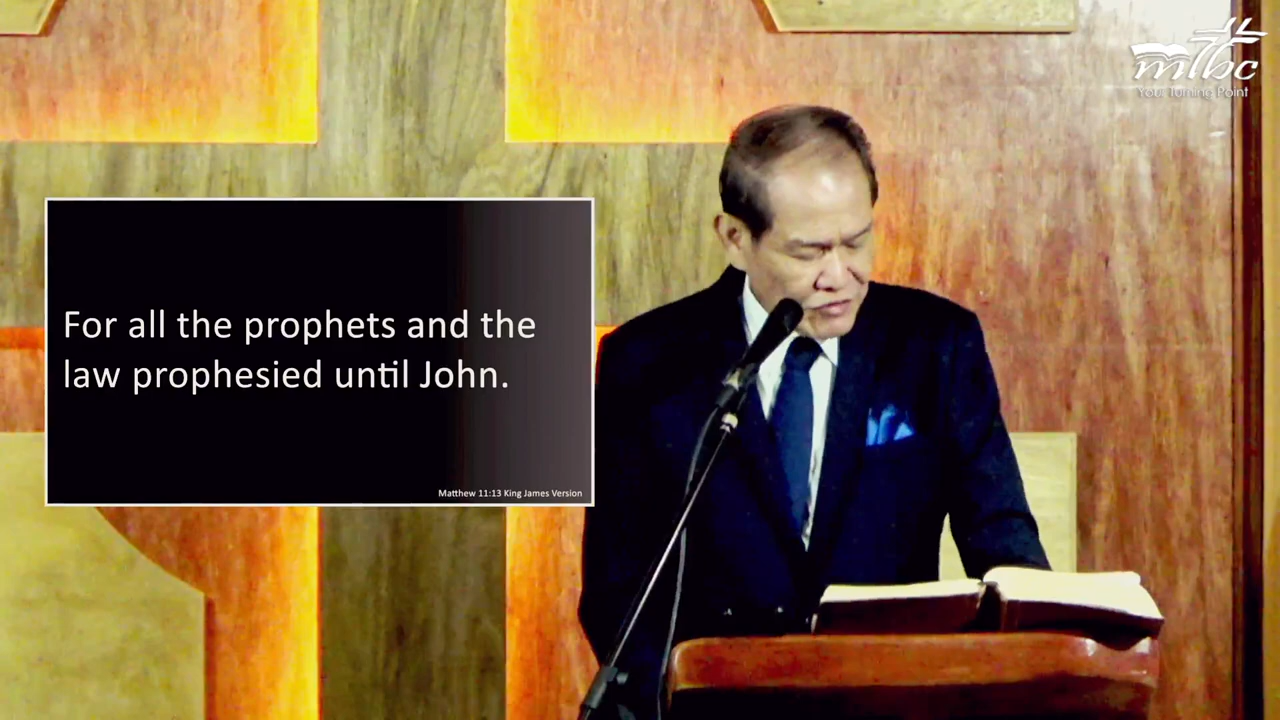 For all the prophets and the
law prophesied until John.
Matthew 11:13 King James Version
mtbc
Your Turning Point